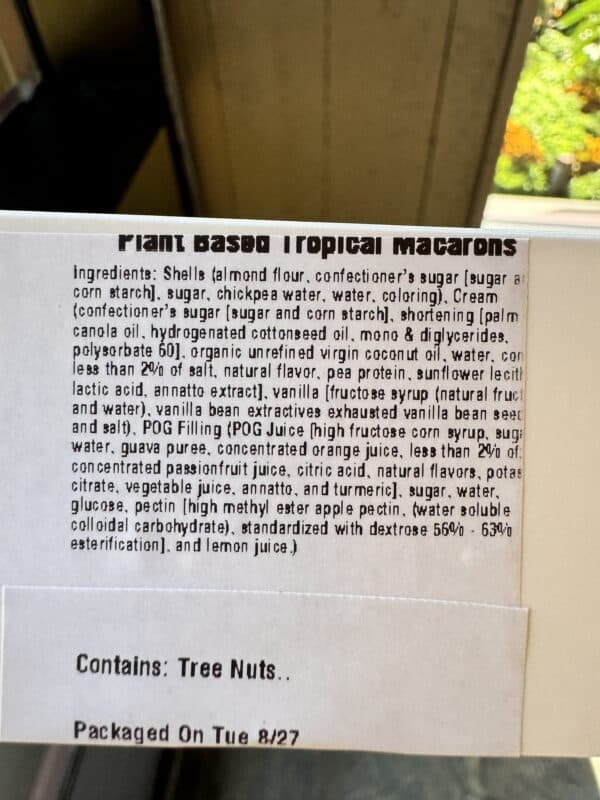 Plant Based Tropical Macarons
Ingredients: Shells (almond flour, confectioner's sugar [sugar a
corn starch], sugar, chickpea water, water, coloring), Cream
(confectioner's sugar [sugar and corn starch], shortening [palm
canola oil, hydrogenated cottonseed oil, mono & diglycerides,
polysorbate 60], organic unrefined virgin coconut oil, water, con
less than 2% of salt, natural flavor, pea protein, sunflower lecith
lactic acid, annatto extract], vanilla [fructose syrup (natural fruct
and water), vanilla bean extractives exhausted vanilla bean seed
and salt), POG Filling (POG Juice [high fructose corn syrup, suga
water, guava puree, concentrated orange juice, less than 2% of:
concentrated passionfruit juice, citric acid, natural flavors, potas
citrate, vegetable juice, annatto, and turmeric], sugar, water,
glucose, pectin [high methyl ester apple pectin, (water soluble
colloidal carbohydrate), standardized with dextrose 56% - 63%
esterification], and lemon juice.)
Contains: Tree Nuts..
Packaged On Tue 8/27